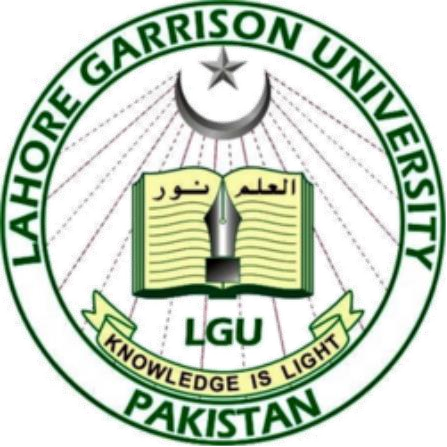 LAHORE GARRISON UNIVERSITY
العلم نور
LGU
KNOWLEDGE IS LIGHT
PAKISTAN